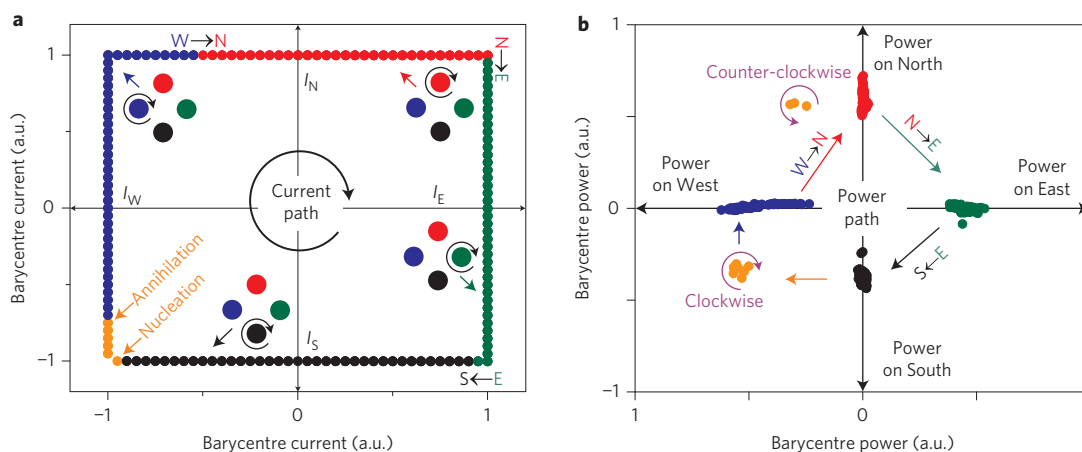 a
W→N
N→E
1
0
−1
Barycentre current (a.u.)
I_N
I_W
I_E
I_S
Current
path
Annihilation
Nucleation
S←E
−1
0
1
Barycentre current (a.u.)
b
1
0
−1
Barycentre power (a.u.)
Power
on North
Counter-clockwise
N→E
W→N
Power
on West
Power
on East
Power
path
S←E
Clockwise
Power
on South
1
0
Barycentre power (a.u.)